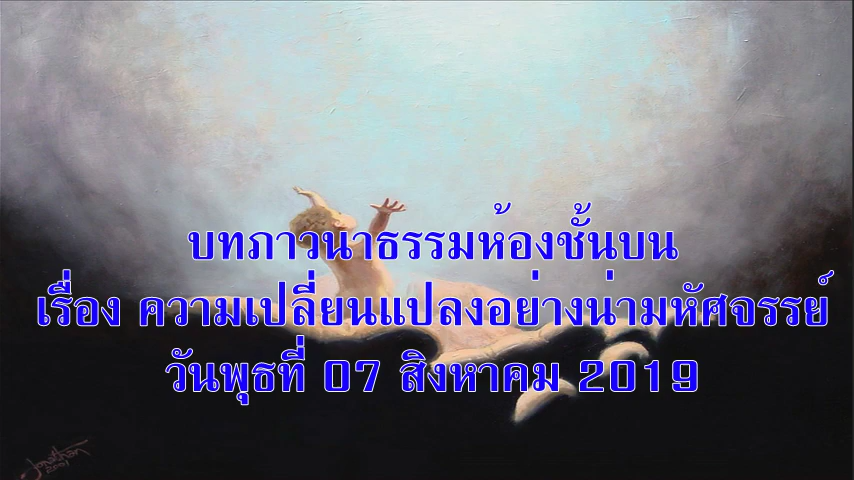 บทภาวนาธรรมห้องชั้นบน
เรื่อง ความเปลี่ยนแปลงอย่างน่ามหัศจรรย์
วันพุธที่ 07 สิงหาคม 2019
Jonathan
2001